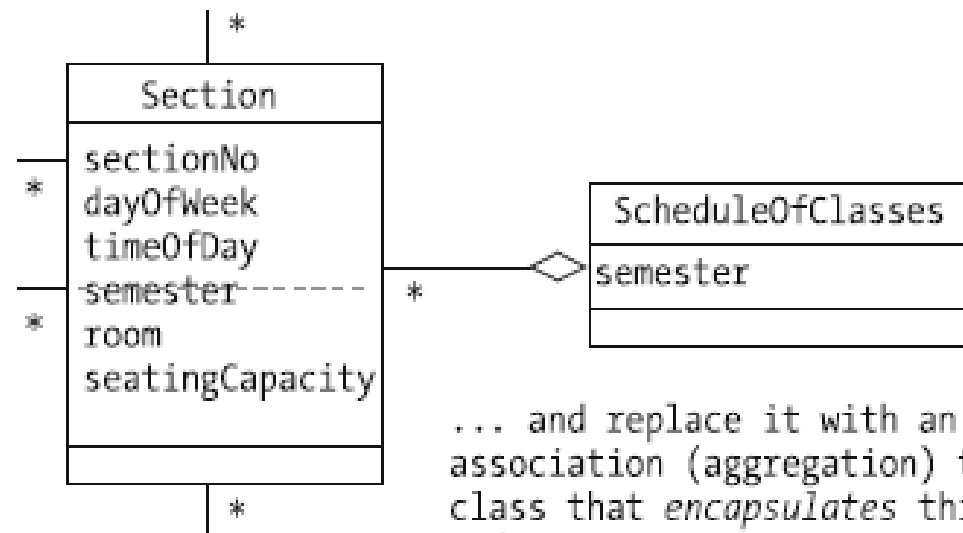 *
Section
sectionNo
*
dayOfWeek
timeOfDay
semester
*
room
seatingCapacity
*
*
ScheduleOfClasses
semester
... and replace it with an
association (aggregation)
class that encapsulates